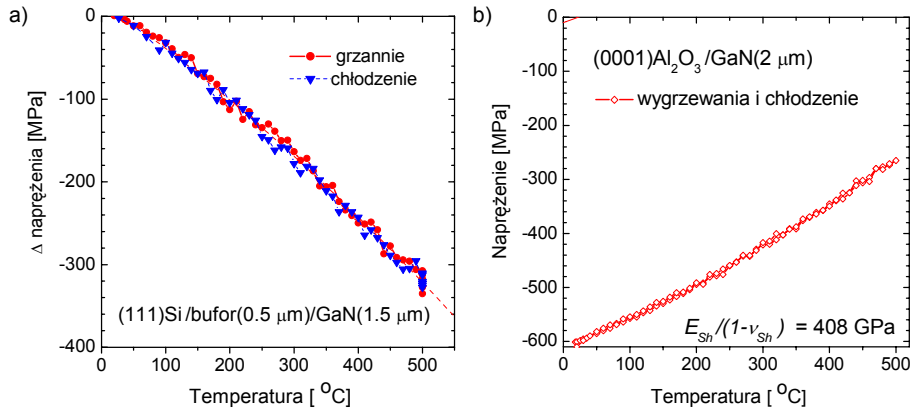 a)
0
-100
-200
-300
-400
Δ naprężenia [MPa]
grzannie
chłodzenie
(111)Si/bufor(0.5 μm)/GaN(1.5 μm)
0 100 200 300 400 500
Temperatura [ °C]
b)
0
-100
-200
-300
-400
-500
-600
Naprężenie [MPa]
(0001)Al₂O₃/GaN(2 μm)
wygrzewania i chłodzenie
E_Sh/(1-ν_Sh) = 408 GPa
0 100 200 300 400 500
Temperatura [ °C]